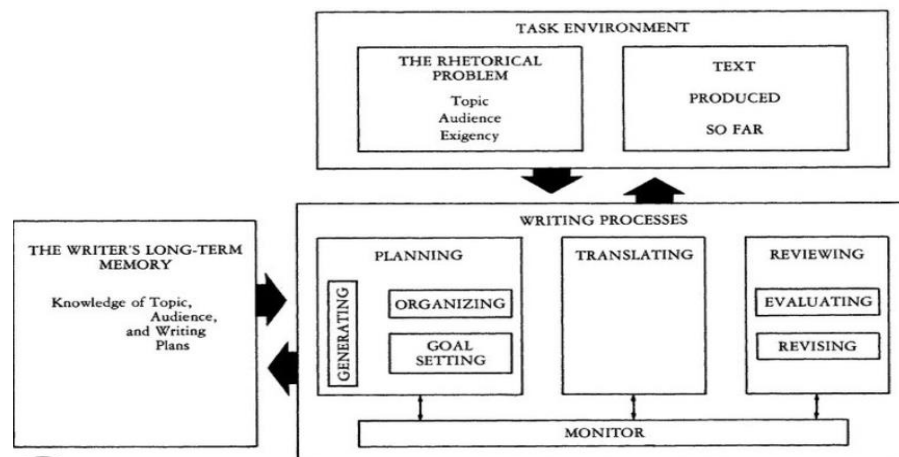 TASK ENVIRONMENT
THE RHETORICAL
PROBLEM
Topic
Audience
Exigency
TEXT
PRODUCED
SO FAR
WRITING PROCESSES
THE WRITER'S LONG-TERM
MEMORY
Knowledge of Topic,
Audience,
and Writing
Plans
PLANNING
GENERATING
ORGANIZING
GOAL
SETTING
TRANSLATING
REVIEWING
EVALUATING
REVISING
MONITOR